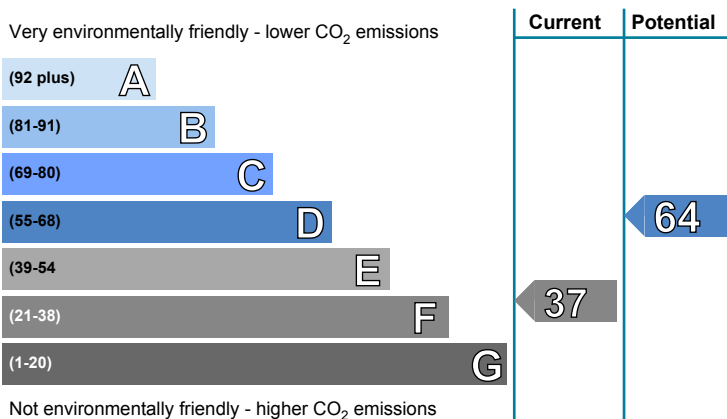 Current Potential
Very environmentally friendly - lower CO₂ emissions
(92 plus) A
(81-91) B
(69-80) C
(55-68) D
64
(39-54 E
(21-38) F
37
(1-20) G
Not environmentally friendly - higher CO₂ emissions